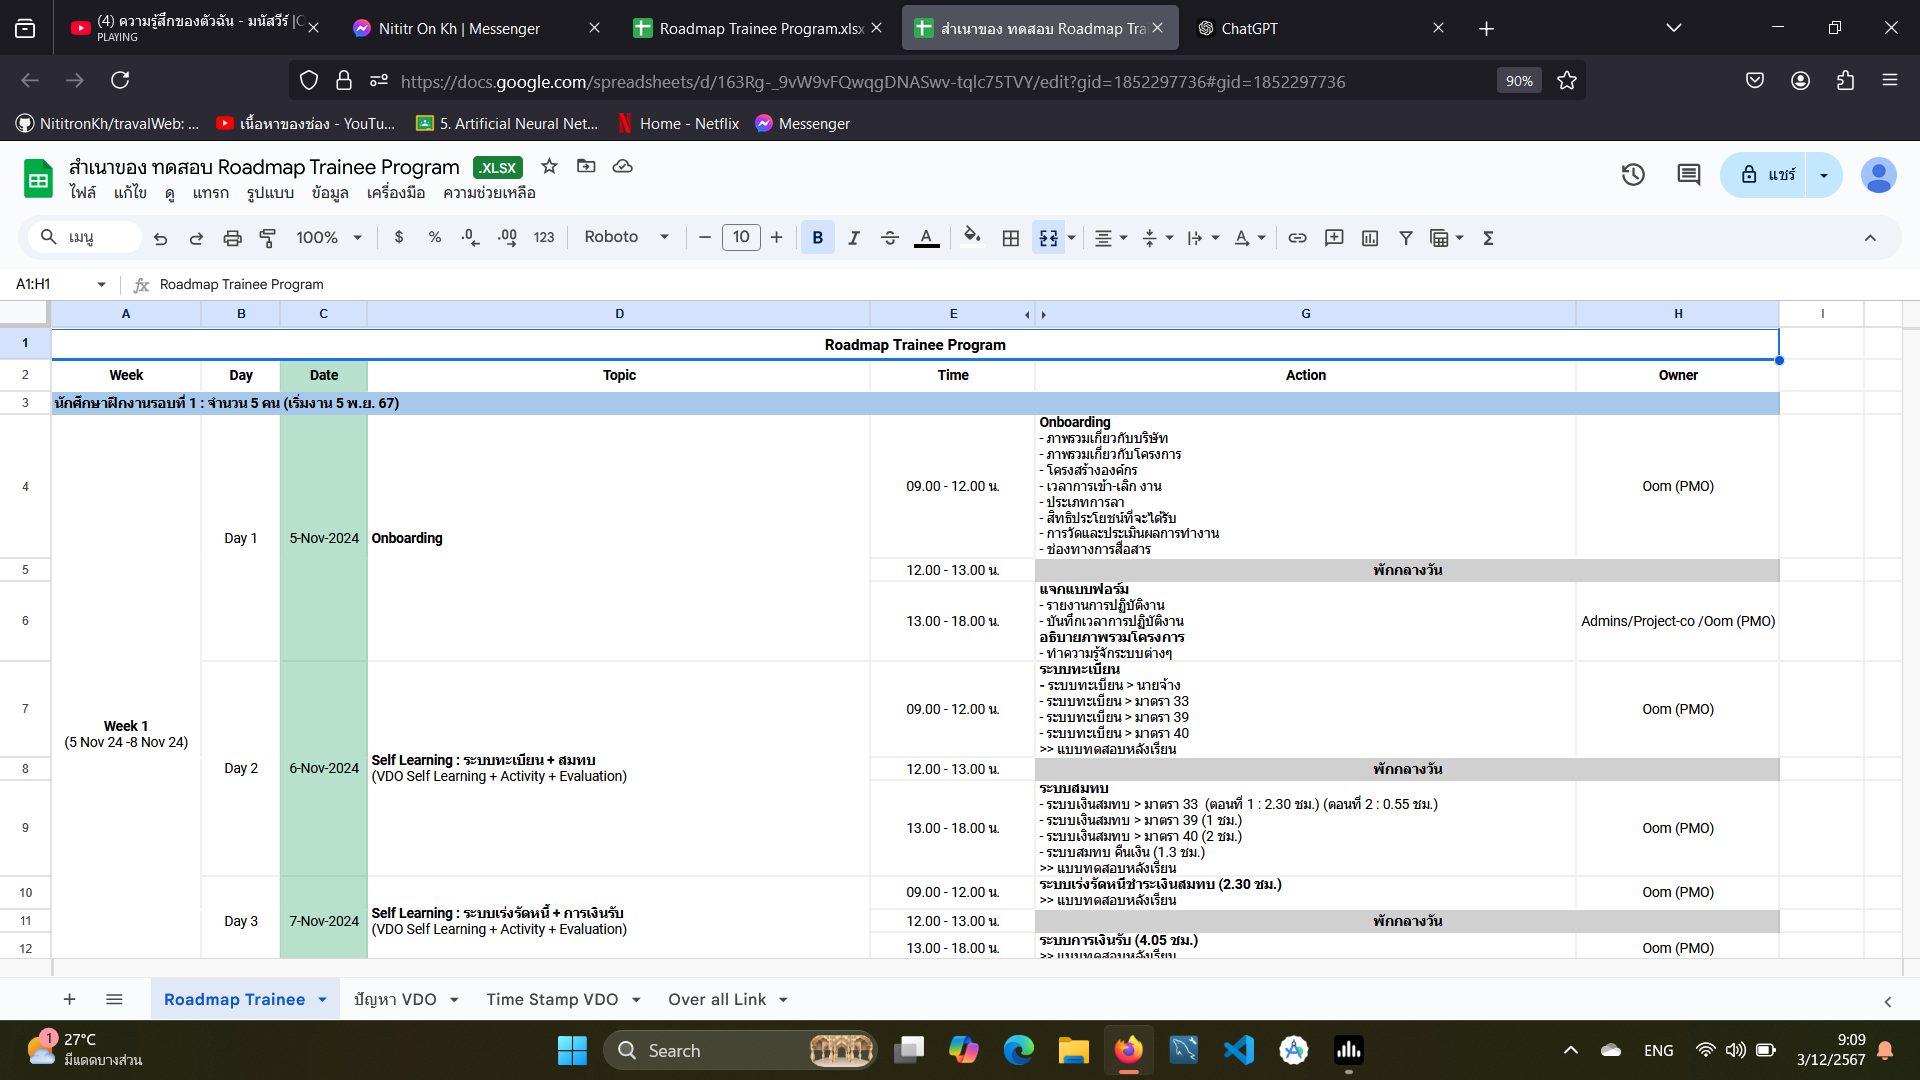 (4) ความรู้สึกของตัวฉัน - มนัสวีร์ |
PLAYING
Nititr On Kh | Messenger
Roadmap Trainee Program.xlsx
สำเนาของ ทดสอบ Roadmap Tra
ChatGPT
https://docs.google.com/spreadsheets/d/163Rg-_9vW9vFQwqgDNASwv-tqlc75TVY/edit?gid=1852297736#gid=1852297736
90%
NititronKh/travalWeb: ...
เนื้อหาของช่อง - YouTu...
5. Artificial Neural Net...
Home - Netflix
Messenger
สำเนาของ ทดสอบ Roadmap Trainee Program .XLSX
ไฟล์ แก้ไข ดู แทรก รูปแบบ ข้อมูล เครื่องมือ ความช่วยเหลือ
แชร์
เมนู 100% $ % .0 .00 123 Roboto 10 B I A Σ
A1:H1 fx Roadmap Trainee Program
A B C D E G H I
1 Roadmap Trainee Program
2 Week Day Date Topic Time Action Owner
3 นักศึกษาฝึกงานรอบที่ 1 : จำนวน 5 คน (เริ่มงาน 5 พ.ย. 67)
Week 1
(5 Nov 24 -8 Nov 24)
Day 1 5-Nov-2024 Onboarding
4 09.00 - 12.00 น.
Onboarding
- ภาพรวมเกี่ยวกับบริษัท
- ภาพรวมเกี่ยวกับโครงการ
- โครงสร้างองค์กร
- เวลาการเข้า-เลิก งาน
- ประเภทการลา
- สิทธิประโยชน์ที่จะได้รับ
- การวัดและประเมินผลการทำงาน
- ช่องทางการสื่อสาร
Oom (PMO)
5 12.00 - 13.00 น. พักกลางวัน
6 13.00 - 18.00 น.
แจกแบบฟอร์ม
- รายงานการปฏิบัติงาน
- บันทึกเวลาการปฏิบัติงาน
อธิบายภาพรวมโครงการ
- ทำความรู้จักระบบต่างๆ
Admins/Project-co /Oom (PMO)
Day 2 6-Nov-2024
Self Learning : ระบบทะเบียน + สมทบ
(VDO Self Learning + Activity + Evaluation)
7 09.00 - 12.00 น.
ระบบทะเบียน
- ระบบทะเบียน > นายจ้าง
- ระบบทะเบียน > มาตรา 33
- ระบบทะเบียน > มาตรา 39
- ระบบทะเบียน > มาตรา 40
>> แบบทดสอบหลังเรียน
Oom (PMO)
8 12.00 - 13.00 น. พักกลางวัน
9 13.00 - 18.00 น.
ระบบสมทบ
- ระบบเงินสมทบ > มาตรา 33 (ตอนที่ 1 : 2.30 ชม.) (ตอนที่ 2 : 0.55 ชม.)
- ระบบเงินสมทบ > มาตรา 39 (1 ชม.)
- ระบบเงินสมทบ > มาตรา 40 (2 ชม.)
- ระบบสมทบ คืนเงิน (1.3 ชม.)
>> แบบทดสอบหลังเรียน
Oom (PMO)
Day 3 7-Nov-2024
Self Learning : ระบบเร่งรัดหนี้ + การเงินรับ
(VDO Self Learning + Activity + Evaluation)
10 09.00 - 12.00 น.
ระบบเร่งรัดหนี้ชำระเงินสมทบ (2.30 ชม.)
>> แบบทดสอบหลังเรียน
Oom (PMO)
11 12.00 - 13.00 น. พักกลางวัน
12 13.00 - 18.00 น.
ระบบการเงินรับ (4.05 ชม.)
>> แบบทดสอบหลังเรียน
Oom (PMO)
Roadmap Trainee ปัญหา VDO Time Stamp VDO Over all Link
1 27°C
มีแดดบางส่วน
Search
ENG
9:09
3/12/2567